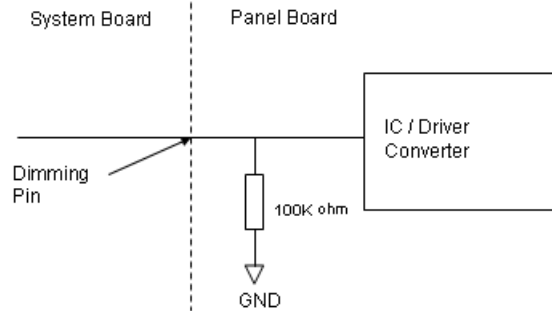 System Board
Panel Board
IC / Driver
Converter
Dimming
Pin
100K ohm
GND